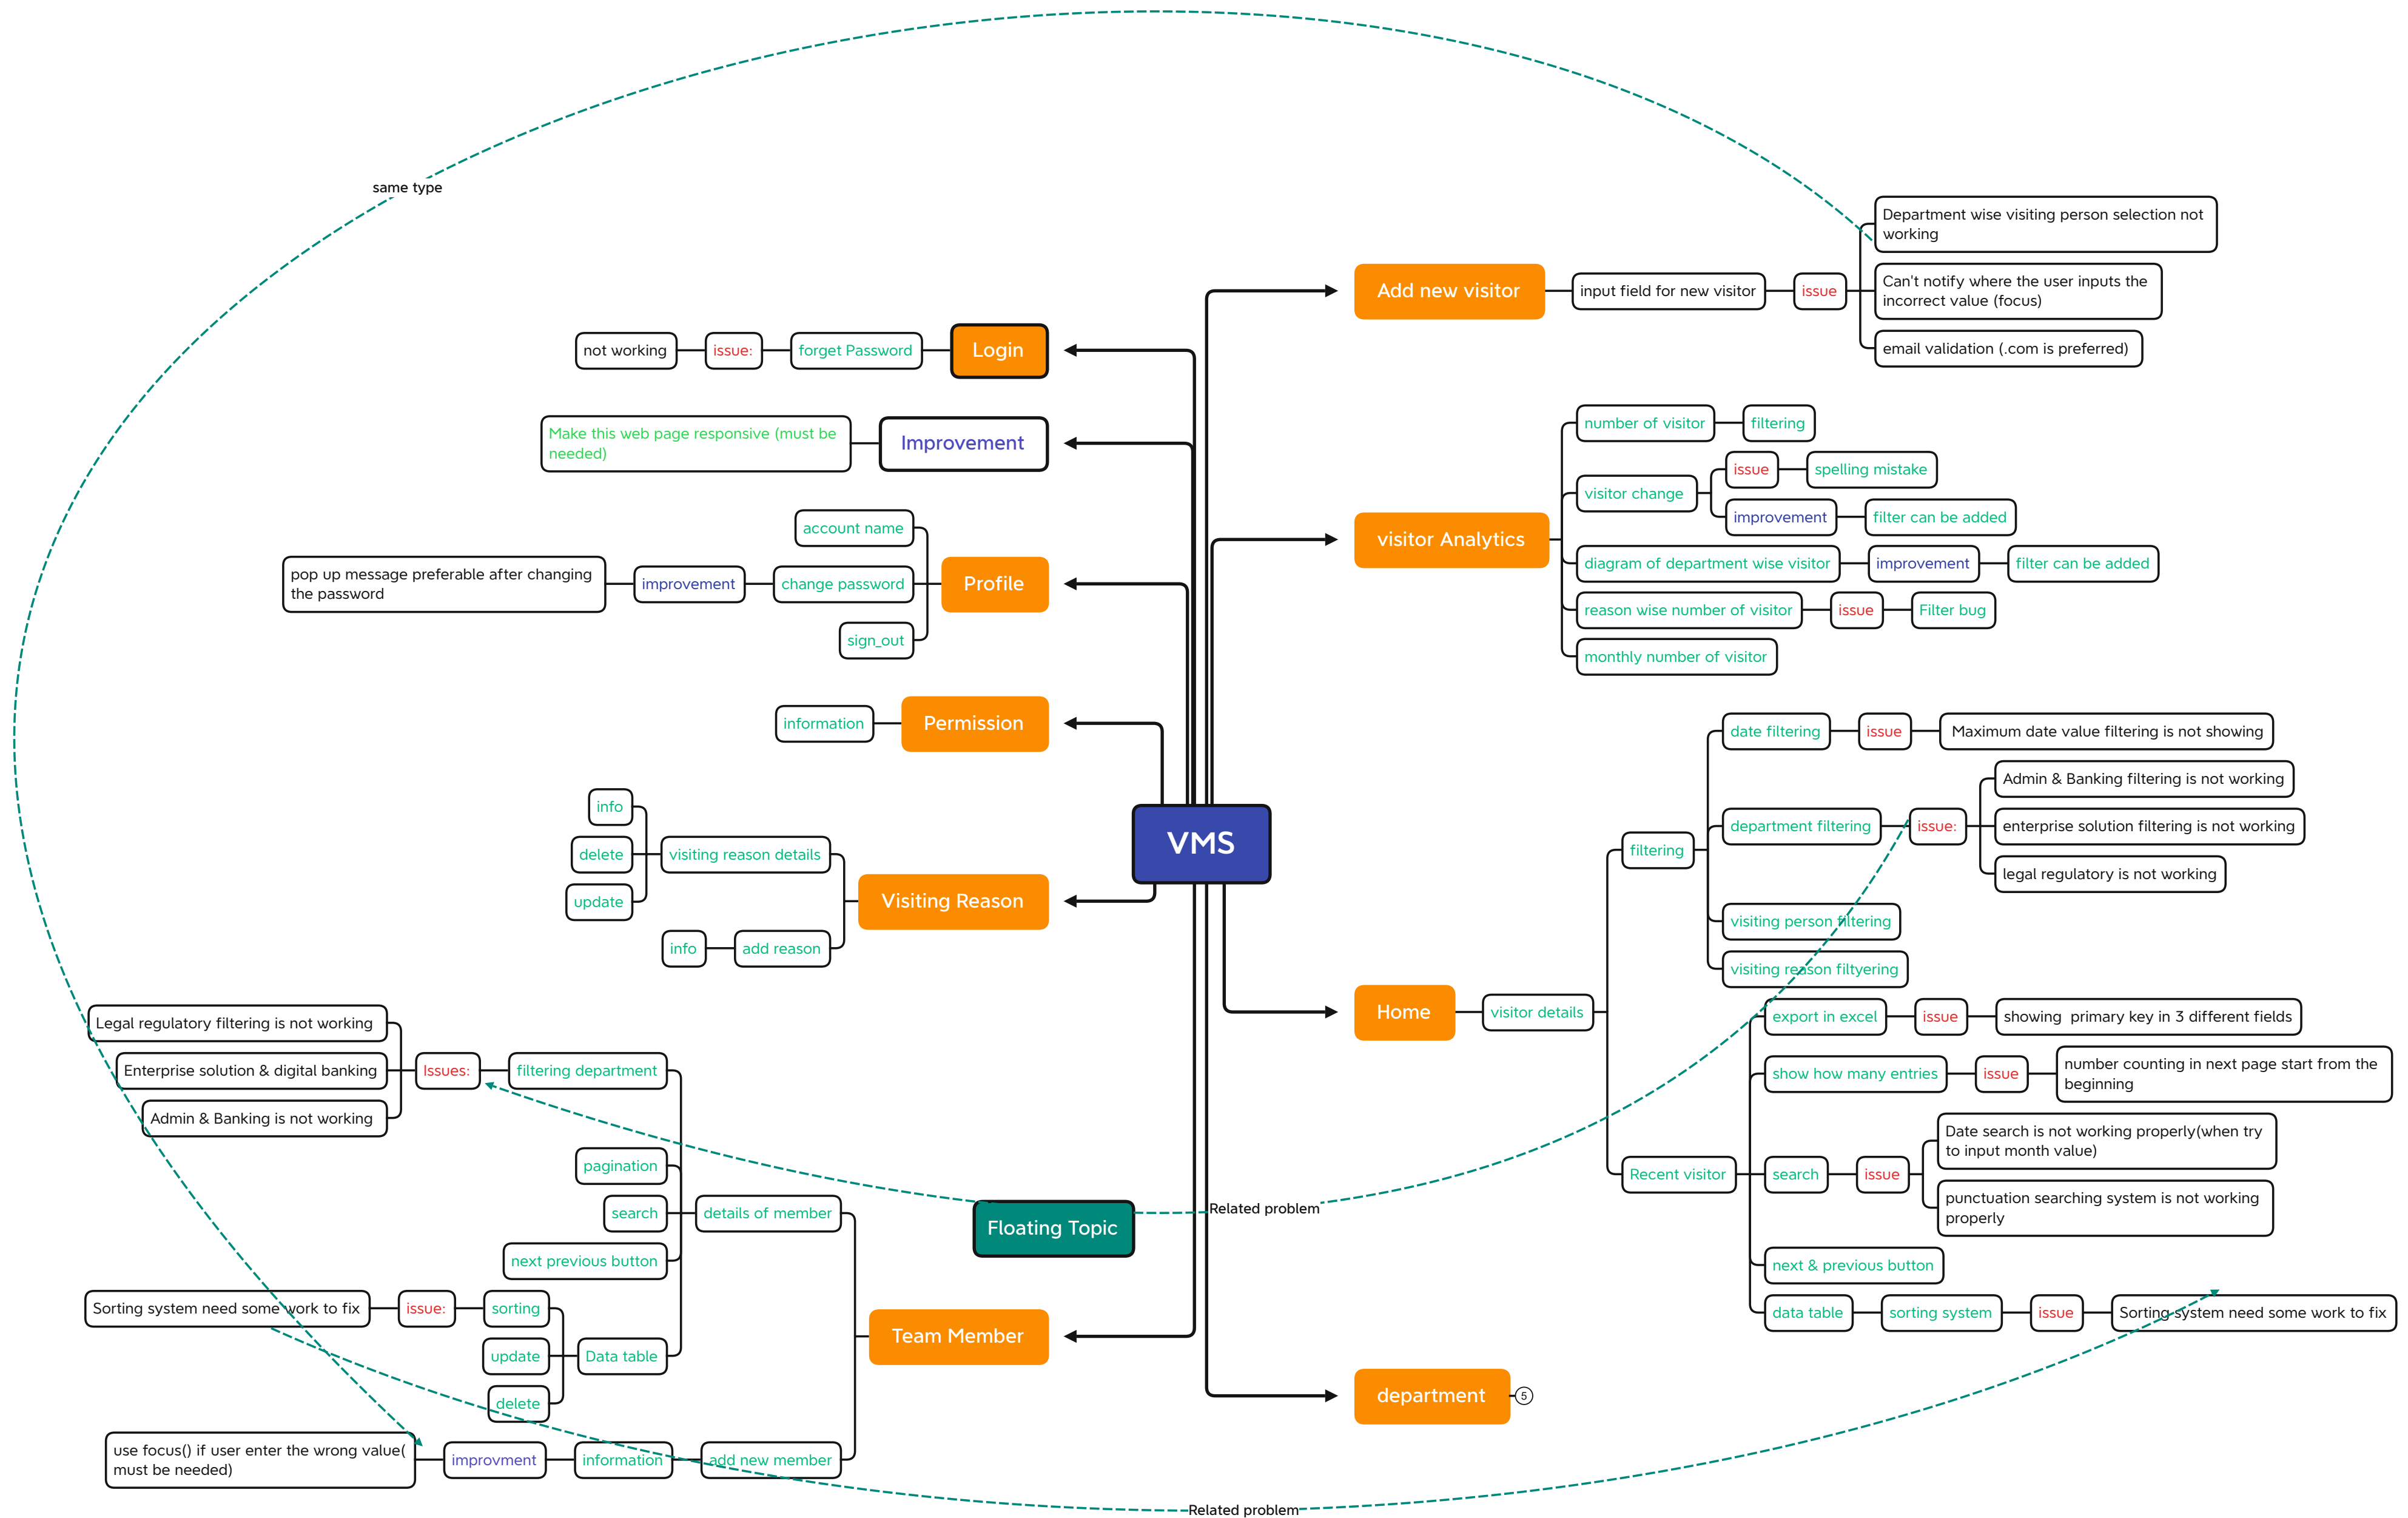 same type
Department wise visiting person selection not
working
Add new visitor
input field for new visitor
issue
Can't notify where the user inputs the
incorrect value (focus)
email validation (.com is preferred)
not working
issue:
forget Password
Login
Make this web page responsive (must be
needed)
Improvement
number of visitor
filtering
visitor Analytics
visitor change
issue
spelling mistake
improvement
filter can be added
diagram of department wise visitor
improvement
filter can be added
reason wise number of visitor
issue
Filter bug
monthly number of visitor
account name
pop up message preferable after changing
the password
improvement
change password
Profile
sign_out
information
Permission
info
delete
visiting reason details
update
Visiting Reason
info
add reason
VMS
Home
visitor details
filtering
date filtering
issue
Maximum date value filtering is not showing
department filtering
issue:
Admin & Banking filtering is not working
enterprise solution filtering is not working
legal regulatory is not working
visiting person filtering
visiting reason filtyering
Recent visitor
export in excel
issue
showing  primary key in 3 different fields
show how many entries
issue
number counting in next page start from the
beginning
search
issue
Date search is not working properly(when try
to input month value)
punctuation searching system is not working
properly
next & previous button
data table
sorting system
issue
Sorting system need some work to fix
Legal regulatory filtering is not working
Enterprise solution & digital banking
Issues:
filtering department
Admin & Banking is not working
pagination
search
details of member
next previous button
Floating Topic
Related problem
Sorting system need some work to fix
issue:
sorting
update
Data table
delete
Team Member
use focus() if user enter the wrong value(
must be needed)
improvment
information
add new member
department
5
Related problem